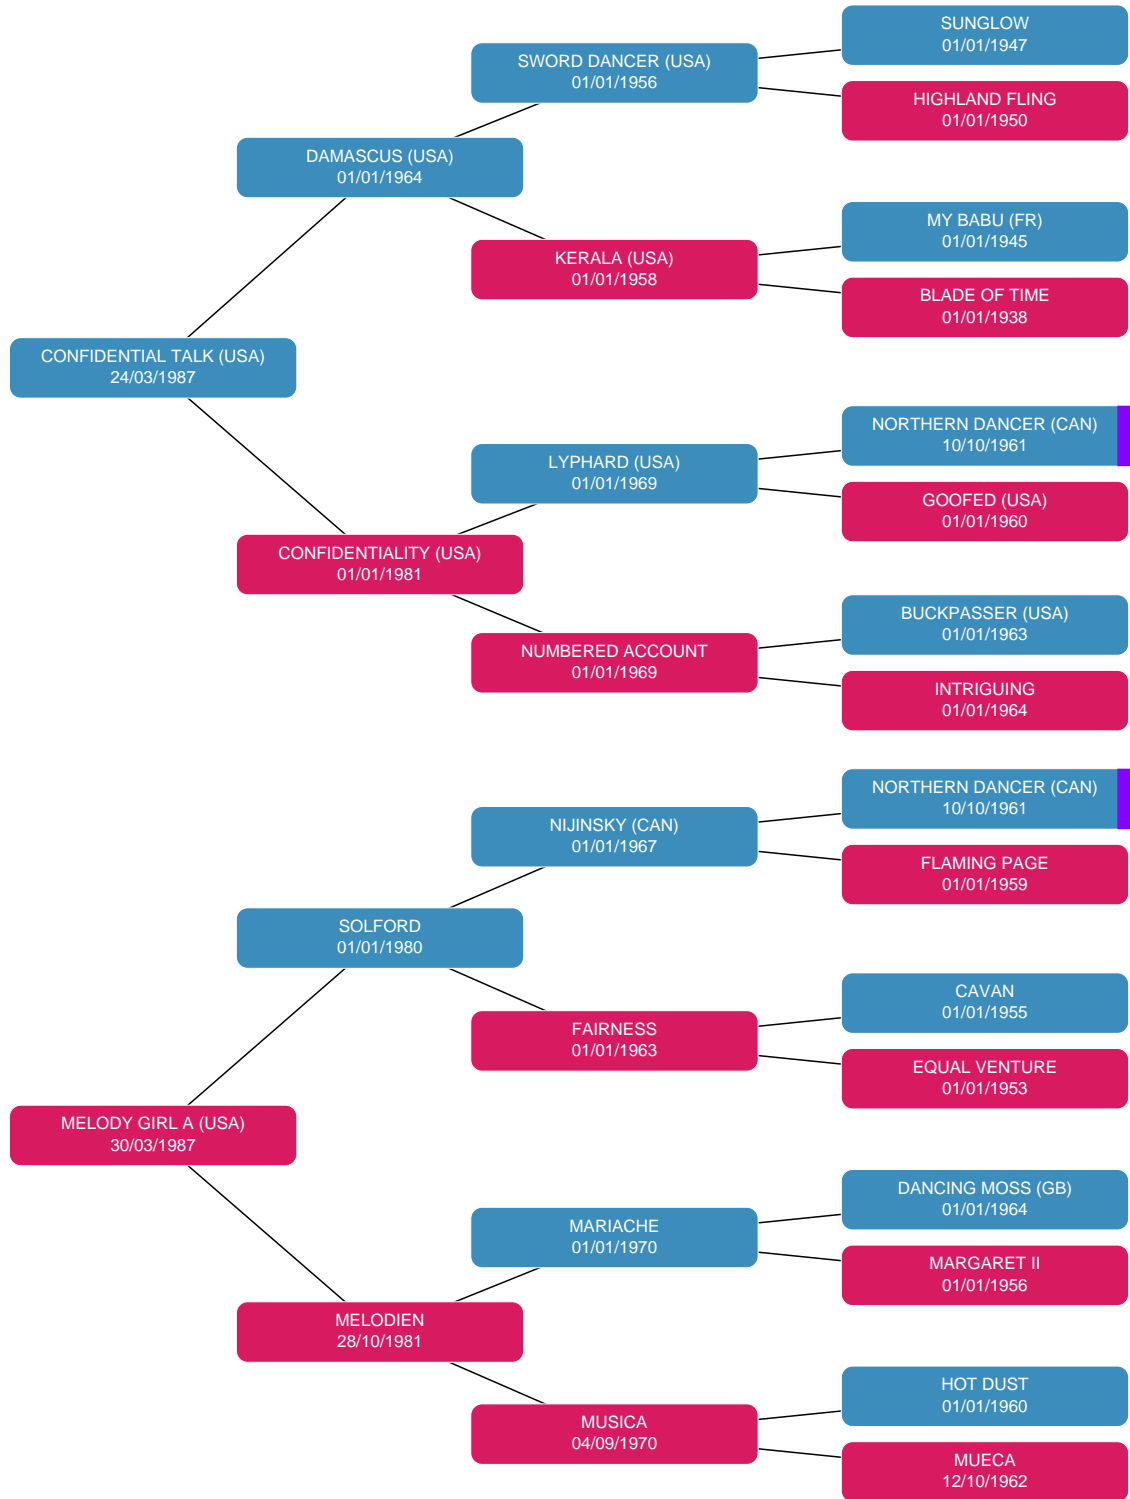 SUNGLOW
01/01/1947
SWORD DANCER (USA)
01/01/1956
HIGHLAND FLING
01/01/1950
DAMASCUS (USA)
01/01/1964
MY BABU (FR)
01/01/1945
KERALA (USA)
01/01/1958
BLADE OF TIME
01/01/1938
CONFIDENTIAL TALK (USA)
24/03/1987
NORTHERN DANCER (CAN)
10/10/1961
LYPHARD (USA)
01/01/1969
GOOFED (USA)
01/01/1960
CONFIDENTIALITY (USA)
01/01/1981
BUCKPASSER (USA)
01/01/1963
NUMBERED ACCOUNT
01/01/1969
INTRIGUING
01/01/1964
NORTHERN DANCER (CAN)
10/10/1961
NIJINSKY (CAN)
01/01/1967
FLAMING PAGE
01/01/1959
SOLFORD
01/01/1980
CAVAN
01/01/1955
FAIRNESS
01/01/1963
EQUAL VENTURE
01/01/1953
MELODY GIRL A (USA)
30/03/1987
DANCING MOSS (GB)
01/01/1964
MARIACHE
01/01/1970
MARGARET II
01/01/1956
MELODIEN
28/10/1981
HOT DUST
01/01/1960
MUSICA
04/09/1970
MUECA
12/10/1962